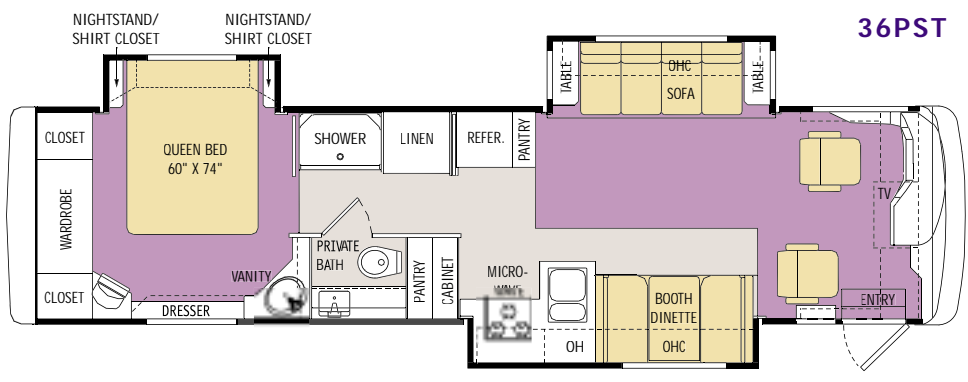 NIGHTSTAND/
SHIRT CLOSET
NIGHTSTAND/
SHIRT CLOSET
36PST
TABLE
OHC
SOFA
TABLE
CLOSET
QUEEN BED
60" X 74"
SHOWER
LINEN
REFER.
PANTRY
WARDROBE
TV
PRIVATE
BATH
VANITY
PANTRY
CABINET
MICRO-
CLOSET
DRESSER
BOOTH
DINETTE
OHC
OH
ENTRY